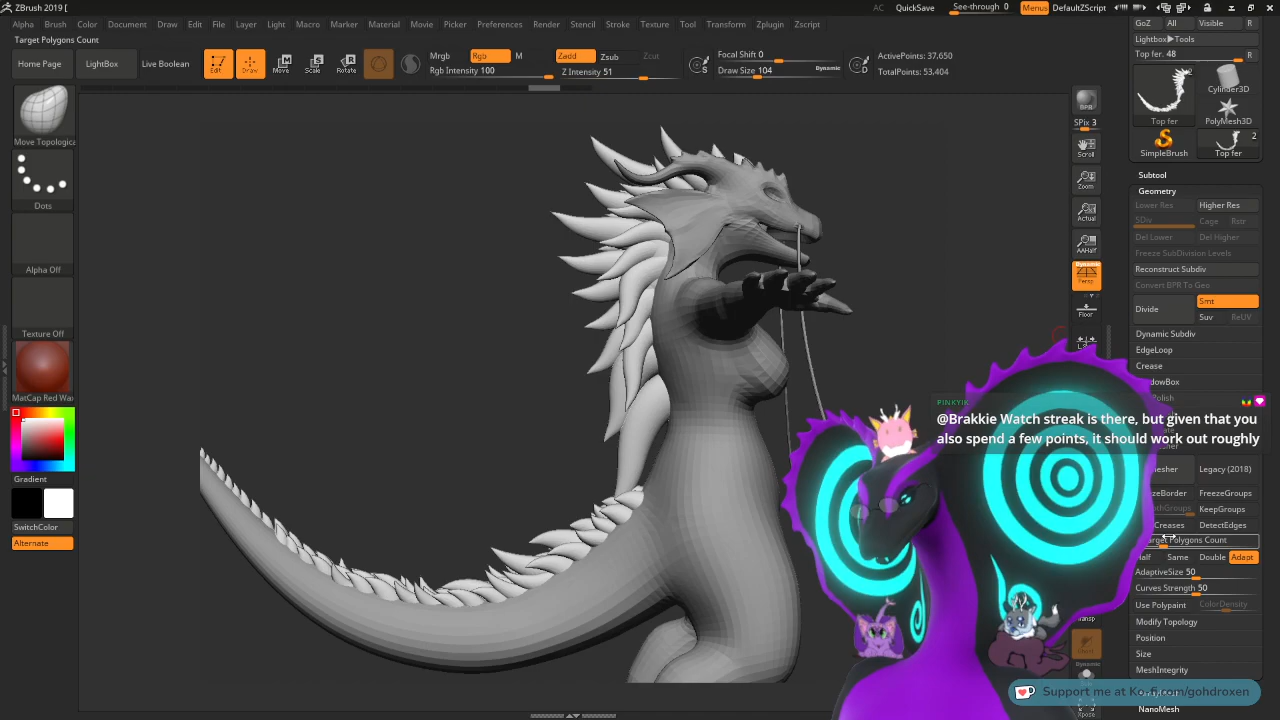 ZBrush 2019 [
AC QuickSave See-through 0 Menus DefaultZScript
Alpha Brush Color Document Draw Edit File Layer Light Macro Marker Material Movie Picker Preferences Render Stencil Stroke Texture Tool Transform Zplugin Zscript
Target Polygons Count
Home Page LightBox Live Boolean Edit Draw Move Scale Rotate
Mrgb Rgb M Zadd Zsub Zcut
Rgb Intensity 100 Z Intensity 51
Focal Shift 0
Draw Size 104 Dynamic
S D
ActivePoints: 37,650
TotalPoints: 53,404
Move Topologica
Dots
Alpha Off
Texture Off
MatCap Red Wax
Gradient
SwitchColor
Alternate
BPR
SPix 3
Scroll
Zoom
Actual
AAHalf
Dynamic
Persp
Floor
Transp
Dynamic
Xpose
GoZ All Visible R
Lightbox▶Tools
Top fer. 48 R
2
Top fer
Cylinder3D
PolyMesh3D
SimpleBrush
2
Top fer
Subtool
Geometry
Lower Res Higher Res
SDiv Cage Rstr
Del Lower Del Higher
Freeze SubDivision Levels
Reconstruct Subdiv
Convert BPR To Geo
Divide Smt
Suv ReUV
Dynamic Subdiv
EdgeLoop
Crease
PINKYIK
@Brakkie Watch streak is there, but given that you
also spend a few points, it should work out roughly
Legacy (2018)
FreezeGroups
KeepGroups
Creases DetectEdges
Target Polygons Count
Half Same Double Adapt
AdaptiveSize 50
Curves Strength 50
Use Polypaint ColorDensity
Modify Topology
Position
Size
MeshIntegrity
Support me at Ko-fi.com/gohdroxen
NanoMesh